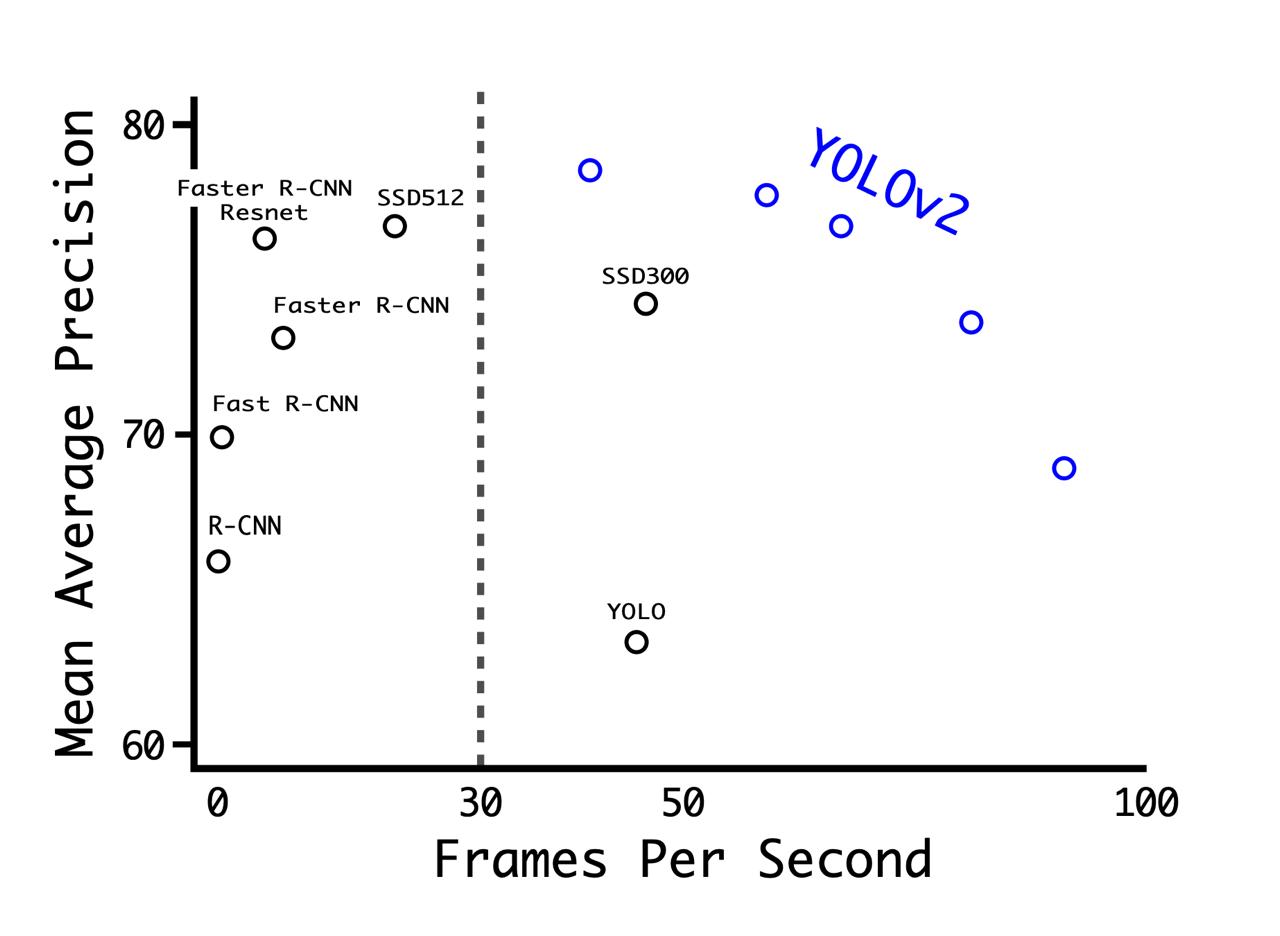 Mean Average Precision
80
70
60
Faster R-CNN
Resnet
SSD512
YOLOv2
SSD300
Faster R-CNN
Fast R-CNN
R-CNN
YOLO
0
30
50
100
Frames Per Second